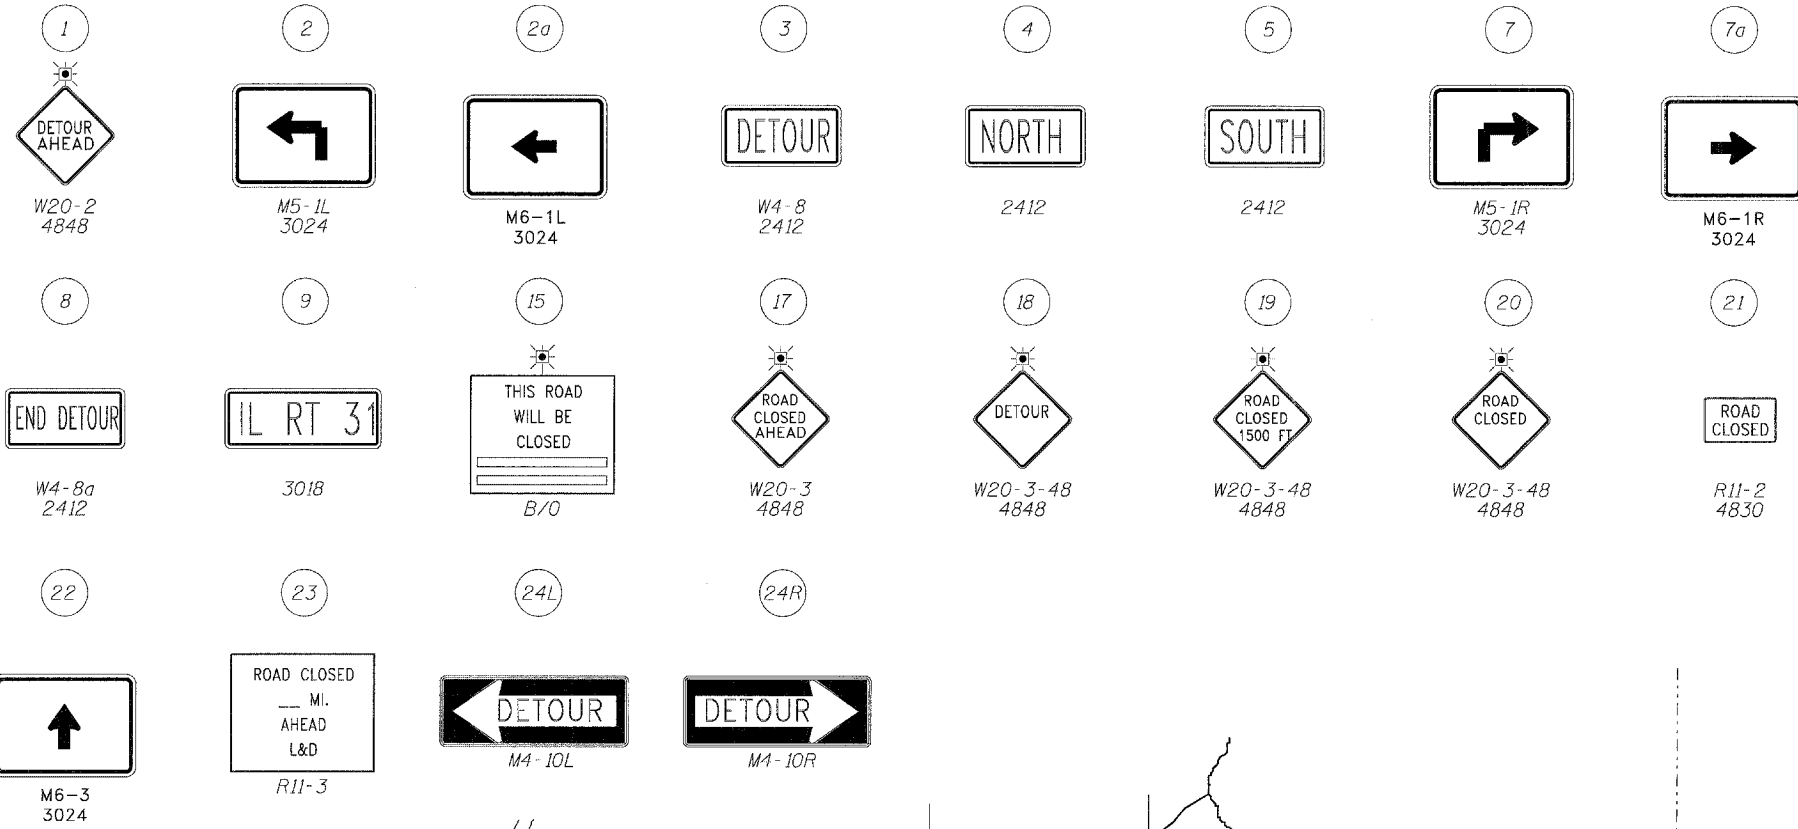 1 2 2a 3 4 5 7 7a
DETOUR
AHEAD
DETOUR
NORTH
SOUTH
W20-2
4848
M5-1L
3024
M6-1L
3024
W4-8
2412
2412
2412
M5-1R
3024
M6-1R
3024
8 9 15 17 18 19 20 21
END DETOUR
IL RT 31
THIS ROAD
WILL BE
CLOSED
ROAD
CLOSED
AHEAD
DETOUR
ROAD
CLOSED
1500 FT
ROAD
CLOSED
ROAD
CLOSED
W4-8a
2412
3018
B/O
W20-3
4848
W20-3-48
4848
W20-3-48
4848
W20-3-48
4848
R11-2
4830
22 23 24L 24R
ROAD CLOSED
__ MI.
AHEAD
L&D
DETOUR
DETOUR
M6-3
3024
R11-3
M4-10L
M4-10R